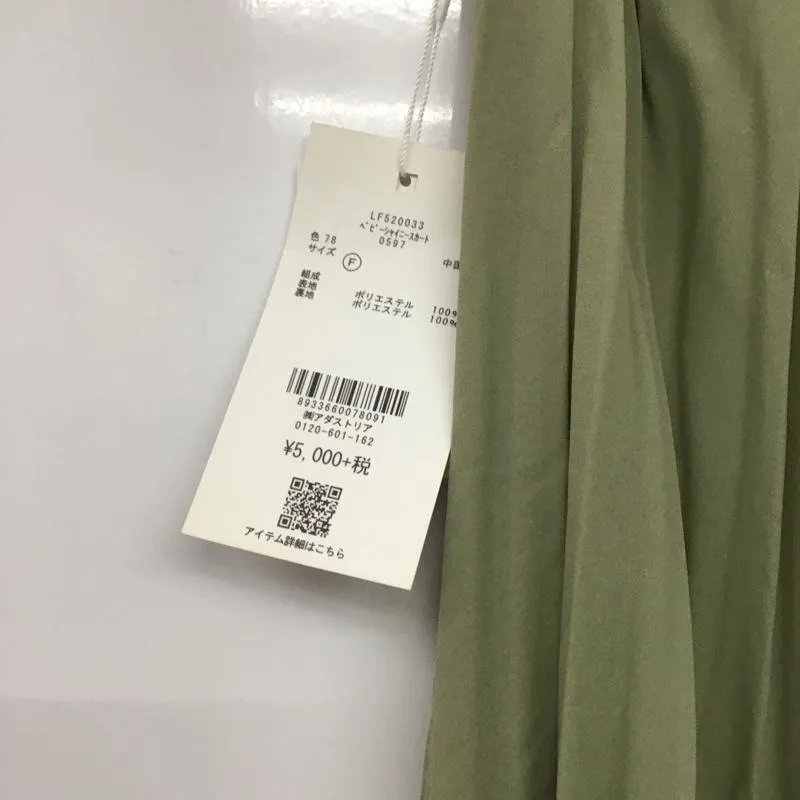 LF520033
ﾍﾞﾋﾞｰｼｬｲﾆｰｽｶｰﾄ
0597
色 78
サイズ Ⓕ 中国
組成
表地 ポリエステル 100%
裏地 ポリエステル 100%
8933660078091
㈱アダストリア
0120-601-162
¥5,000+税
アイテム詳細はこちら